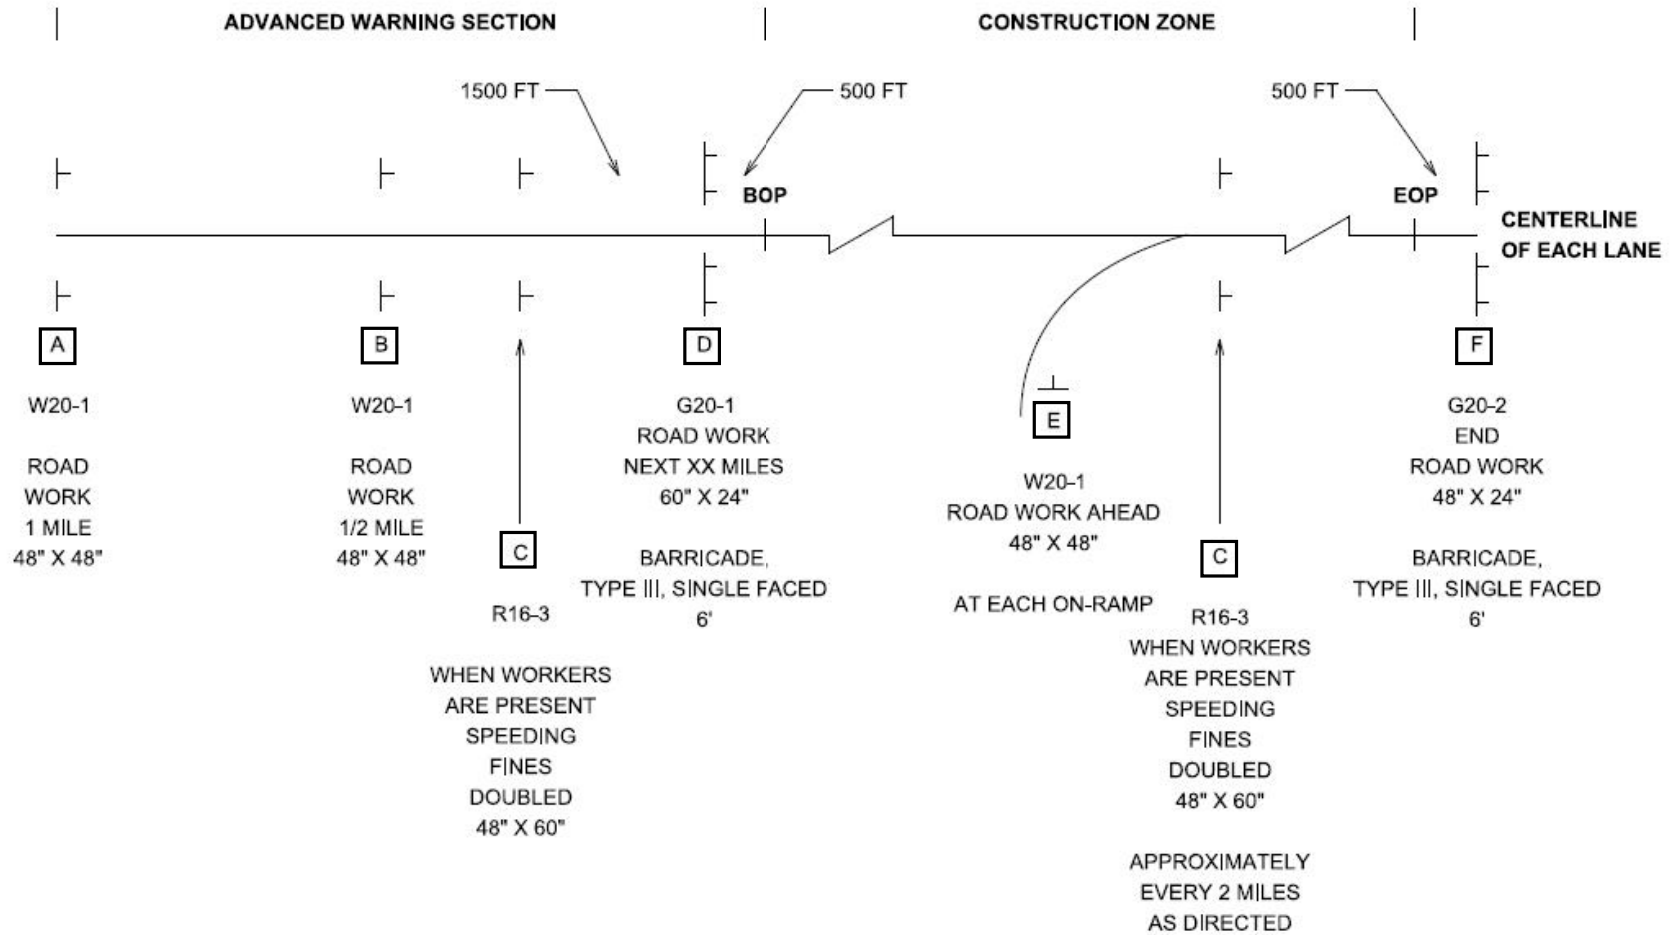 ADVANCED WARNING SECTION
CONSTRUCTION ZONE
1500 FT
500 FT
500 FT
BOP
EOP
CENTERLINE
OF EACH LANE
A
W20-1
ROAD
WORK
1 MILE
48" X 48"
B
W20-1
ROAD
WORK
1/2 MILE
48" X 48"
C
R16-3
WHEN WORKERS
ARE PRESENT
SPEEDING
FINES
DOUBLED
48" X 60"
D
G20-1
ROAD WORK
NEXT XX MILES
60" X 24"
BARRICADE,
TYPE III, SINGLE FACED
6'
E
W20-1
ROAD WORK AHEAD
48" X 48"
AT EACH ON-RAMP
C
R16-3
WHEN WORKERS
ARE PRESENT
SPEEDING
FINES
DOUBLED
48" X 60"
APPROXIMATELY
EVERY 2 MILES
AS DIRECTED
F
G20-2
END
ROAD WORK
48" X 24"
BARRICADE,
TYPE III, SINGLE FACED
6'